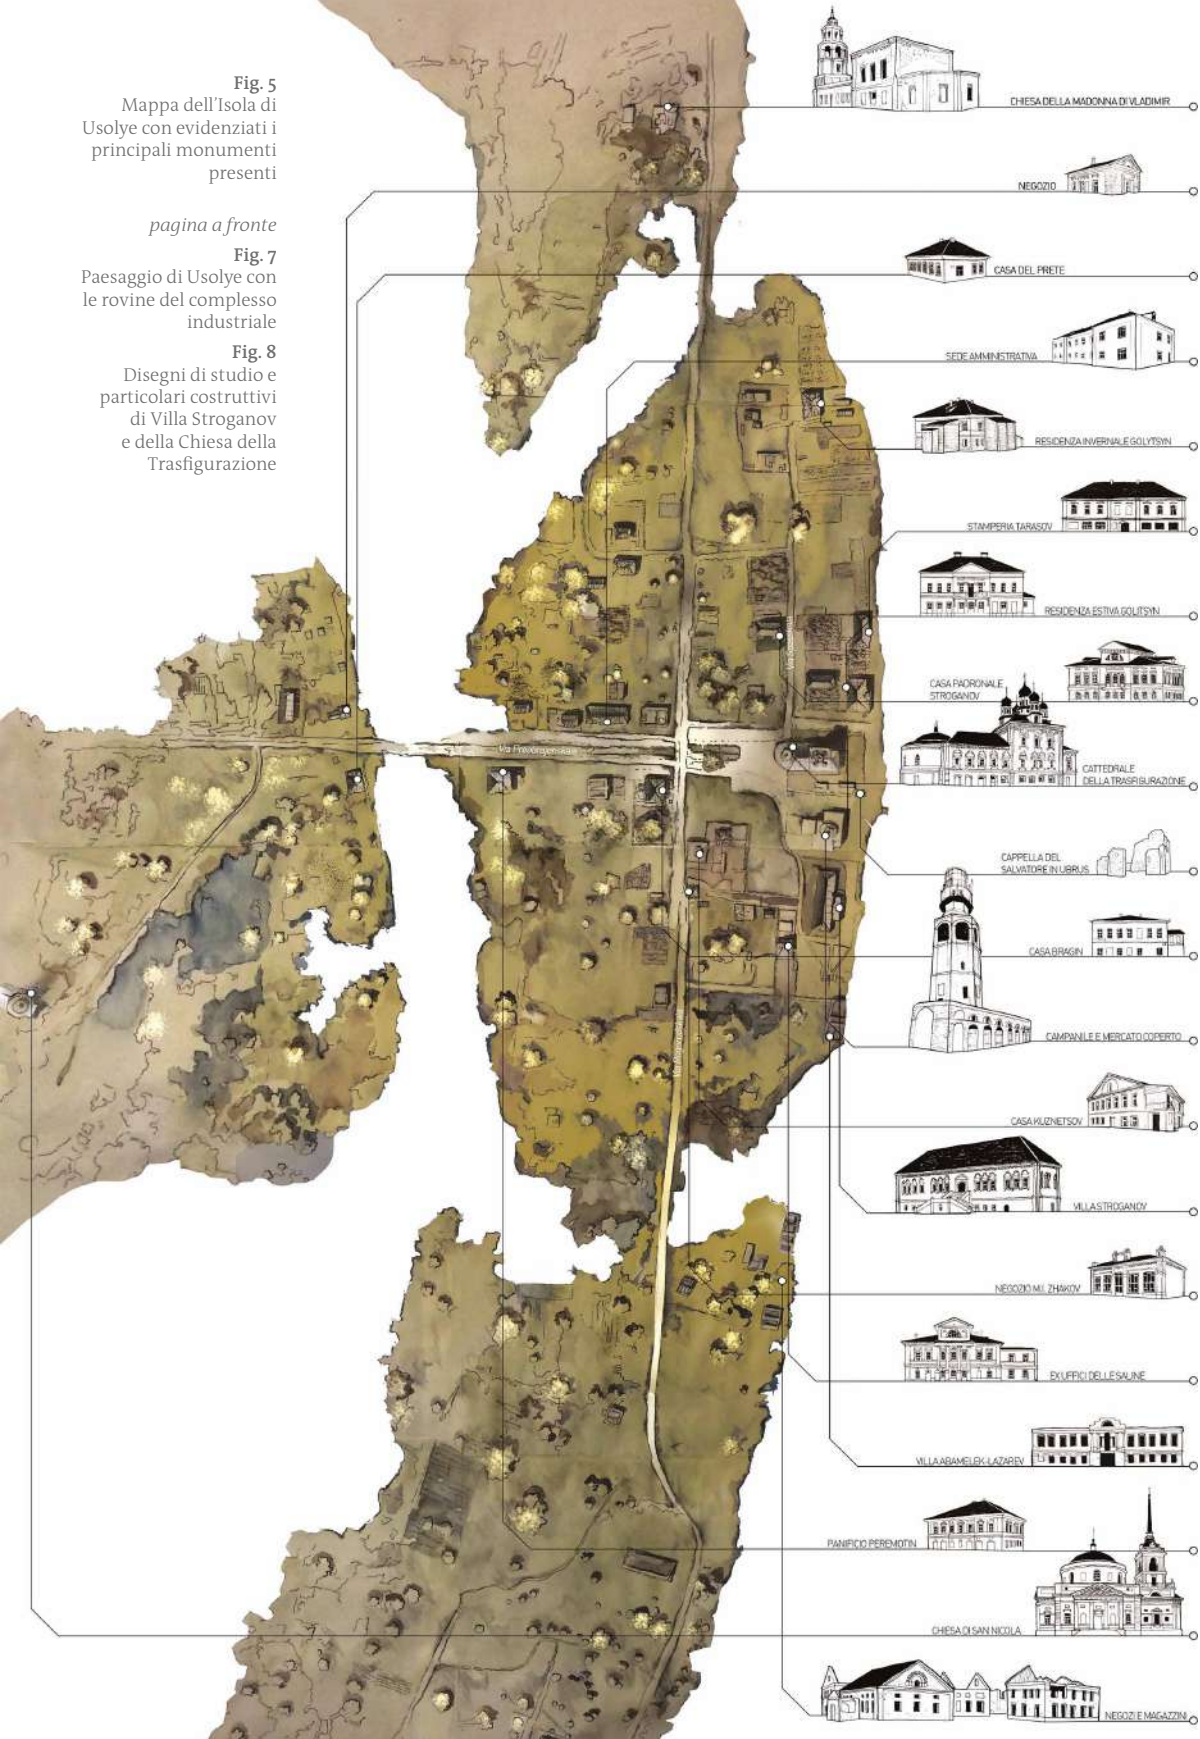 Fig. 5
Mappa dell'Isola di
Usolye con evidenziati i
principali monumenti
presenti
pagina a fronte
Fig. 7
Paesaggio di Usolye con
le rovine del complesso
industriale
Fig. 8
Disegni di studio e
particolari costruttivi
di Villa Stroganov
e della Chiesa della
Trasfigurazione
CHIESA DELLA MADONNA DI VLADIMIR
NEGOZIO
CASA DEL PRETE
SEDE AMMINISTRATIVA
RESIDENZA INVERNALE GOLYTSYN
STAMPERIA TARASOV
RESIDENZA ESTIVA GOLITSYN
CASA PADRONALE
STROGANOV
CATTEDRALE
DELLA TRASFIGURAZIONE
CAPPELLA DEL
SALVATORE IN UBRUS
CASA BRAGIN
CAMPANILE E MERCATO COPERTO
CASA KUZNETSOV
VILLA STROGANOV
NEGOZIO M.I. ZHAKOV
EX UFFICI DELLE SALINE
VILLA ABAMELEK-LAZAREV
PANIFICIO PEREMOTIN
CHIESA DI SAN NICOLA
NEGOZI E MAGAZZINI
Via
Via
Via